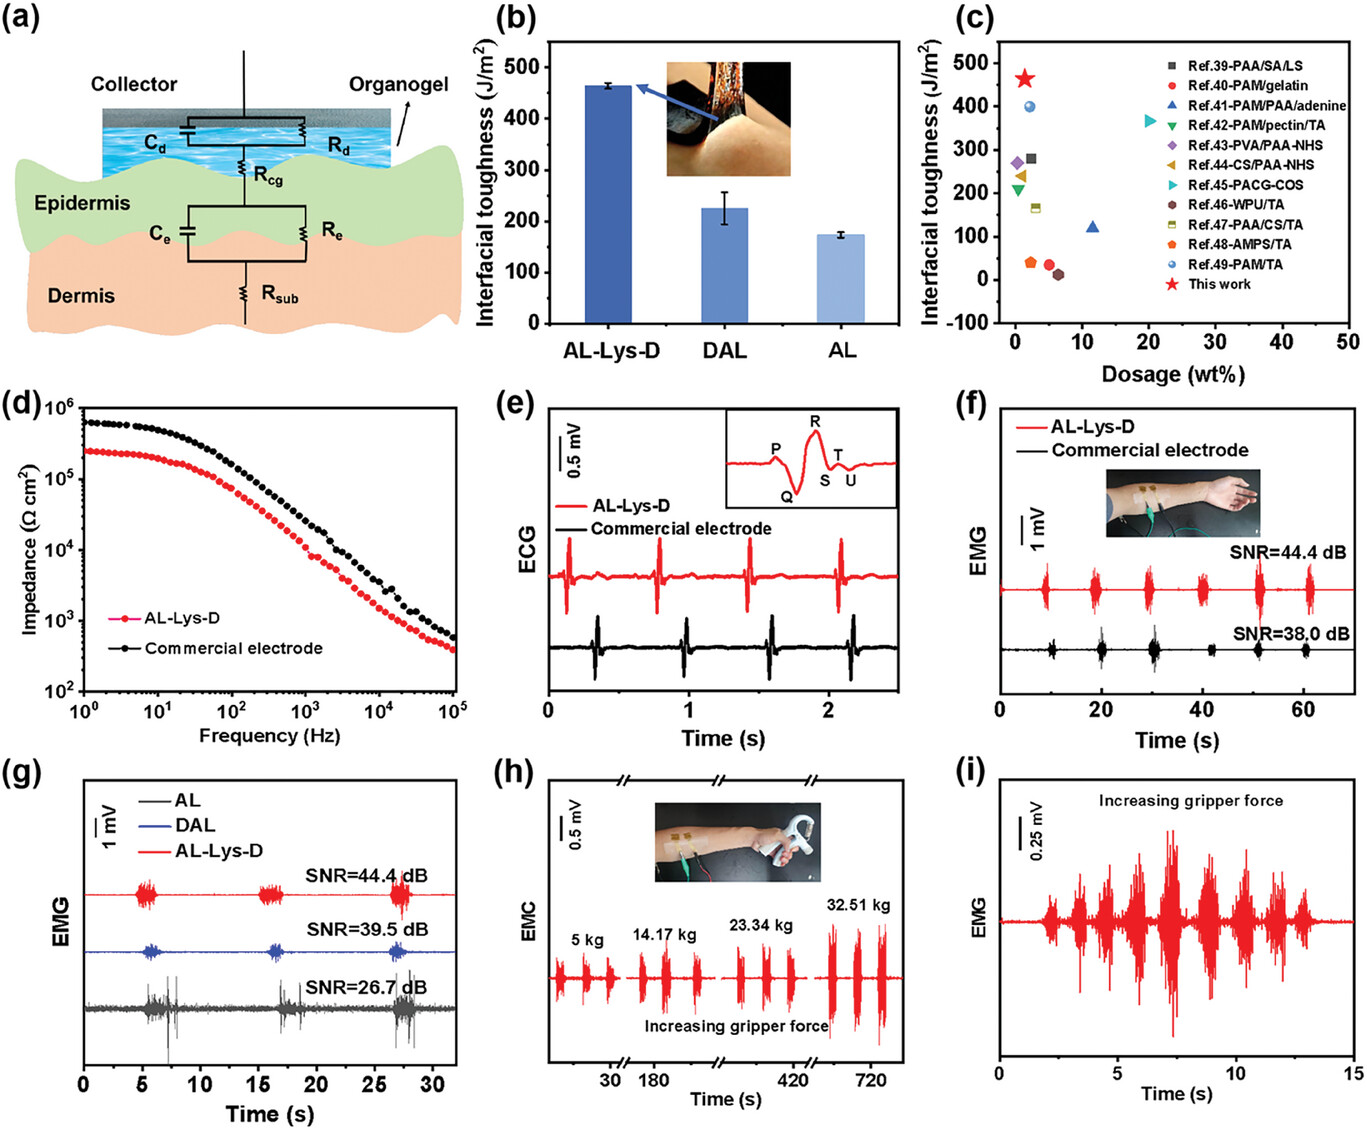 (a)
Collector
Organogel
C_d
R_d
R_cg
Epidermis
C_e
R_e
Dermis
R_sub
(b)
Interfacial toughness (J/m²)
500
400
300
200
100
0
AL-Lys-D DAL AL
(c)
Interfacial toughness (J/m²)
500
400
300
200
100
0
-100
0 10 20 30 40 50
Dosage (wt%)
Ref.39-PAA/SA/LS
Ref.40-PAM/gelatin
Ref.41-PAM/PAA/adenine
Ref.42-PAM/pectin/TA
Ref.43-PVA/PAA-NHS
Ref.44-CS/PAA-NHS
Ref.45-PACG-COS
Ref.46-WPU/TA
Ref.47-PAA/CS/TA
Ref.48-AMPS/TA
Ref.49-PAM/TA
This work
(d)
Impedance (Ω cm²)
10⁶
10⁵
10⁴
10³
10²
AL-Lys-D
Commercial electrode
10⁰ 10¹ 10² 10³ 10⁴ 10⁵
Frequency (Hz)
(e)
ECG
0.5 mV
P
Q
R
S
T
U
AL-Lys-D
Commercial electrode
0 1 2
Time (s)
(f)
EMG
AL-Lys-D
Commercial electrode
1 mV
SNR=44.4 dB
SNR=38.0 dB
0 20 40 60
Time (s)
(g)
EMG
1 mV
AL
DAL
AL-Lys-D
SNR=44.4 dB
SNR=39.5 dB
SNR=26.7 dB
0 5 10 15 20 25 30
Time (s)
(h)
EMC
0.5 mV
5 kg
14.17 kg
23.34 kg
32.51 kg
Increasing gripper force
30 180 420 720
Time (s)
(i)
EMG
0.25 mV
Increasing gripper force
0 5 10 15
Time (s)